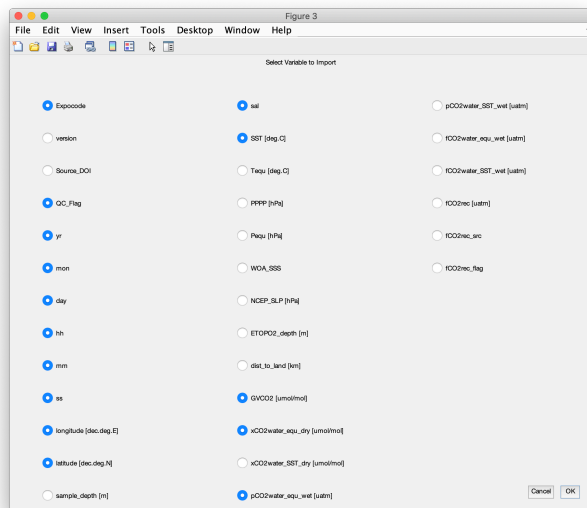 Figure 3
File Edit View Insert Tools Desktop Window Help
Select Variable to Import
Expocode
version
Source_DOI
QC_Flag
yr
mon
day
hh
mm
ss
longitude [dec.deg.E]
latitude [dec.deg.N]
sample_depth [m]
sal
SST [deg.C]
Tequ [deg.C]
PPPP [hPa]
Pequ [hPa]
WOA_SSS
NCEP_SLP [hPa]
ETOPO2_depth [m]
dist_to_land [km]
GVCO2 [umol/mol]
xCO2water_equ_dry [umol/mol]
xCO2water_SST_dry [umol/mol]
pCO2water_equ_wet [uatm]
pCO2water_SST_wet [uatm]
fCO2water_equ_wet [uatm]
fCO2water_SST_wet [uatm]
fCO2rec [uatm]
fCO2rec_src
fCO2rec_flag
Cancel OK